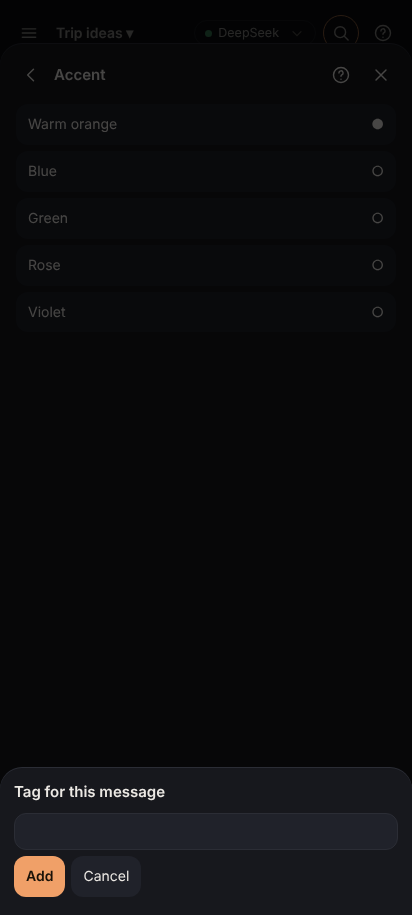 Trip ideas ▾
DeepSeek
Accent
Warm orange
Blue
Green
Rose
Violet
Tag for this message
Add
Cancel